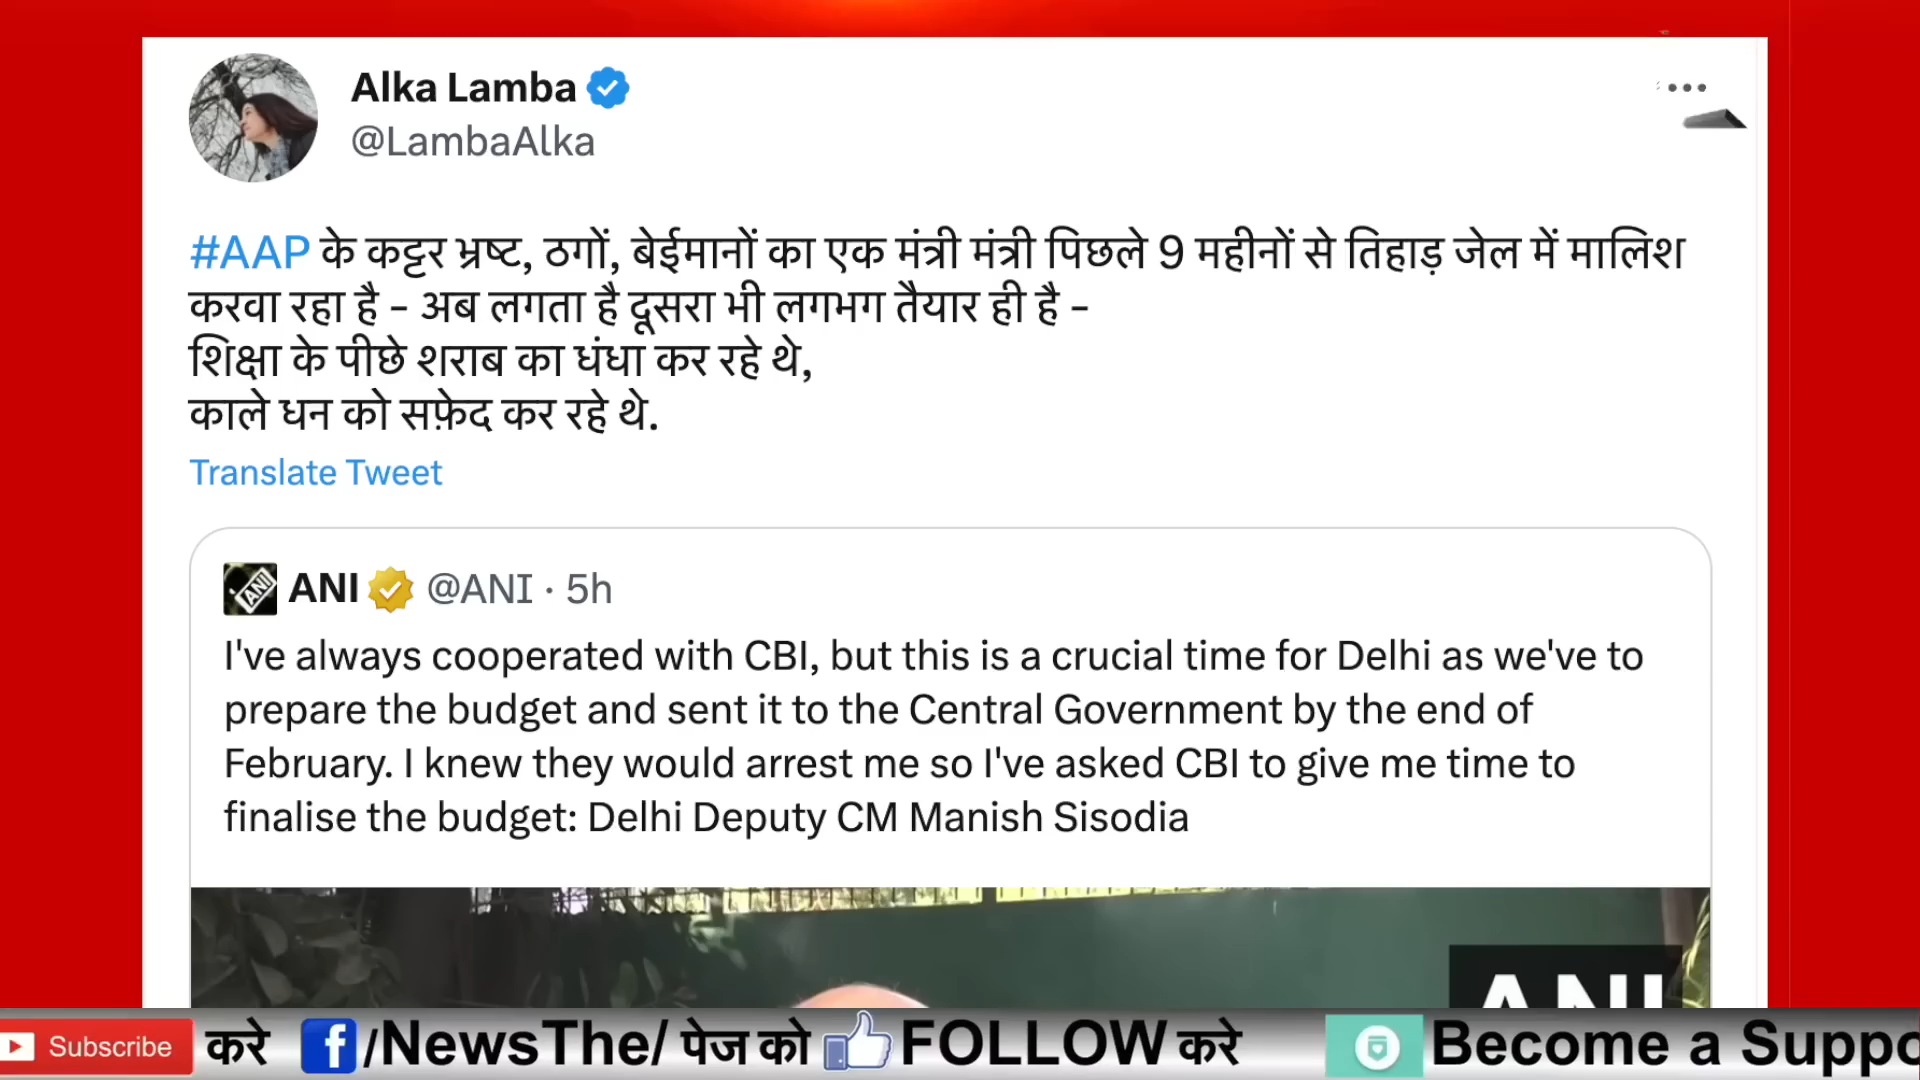 Alka Lamba
@LambaAlka
#AAP के कट्टर भ्रष्ट, ठगों, बेईमानों का एक मंत्री मंत्री पिछले 9 महीनों से तिहाड़ जेल में मालिश
करवा रहा है – अब लगता है दूसरा भी लगभग तैयार ही है –
शिक्षा के पीछे शराब का धंधा कर रहे थे,
काले धन को सफ़ेद कर रहे थे.
Translate Tweet
ANI @ANI · 5h
I've always cooperated with CBI, but this is a crucial time for Delhi as we've to
prepare the budget and sent it to the Central Government by the end of
February. I knew they would arrest me so I've asked CBI to give me time to
finalise the budget: Delhi Deputy CM Manish Sisodia
ANI
Subscribe करे f/NewsThe/ पेज को FOLLOW करे Become a Suppo